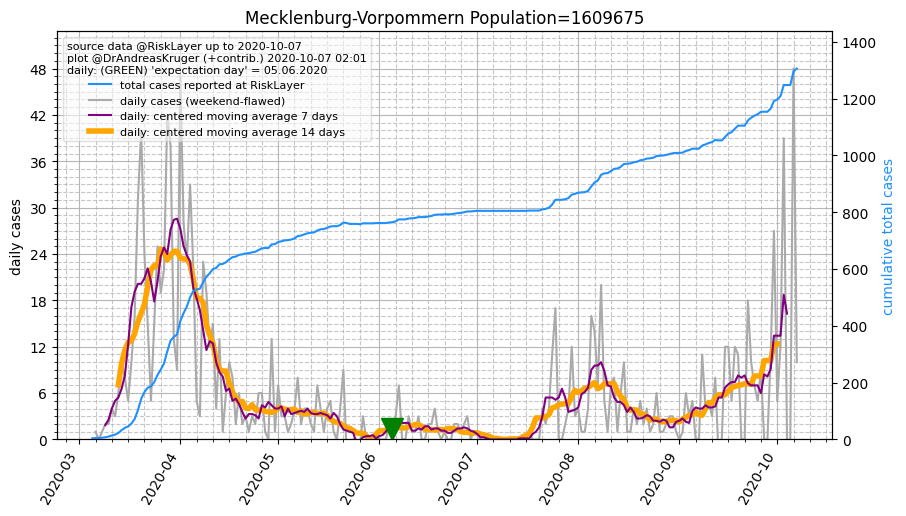 Mecklenburg-Vorpommern Population=1609675
source data @RiskLayer up to 2020-10-07
plot @DrAndreasKruger (+contrib.) 2020-10-07 02:01
daily: (GREEN) 'expectation day' = 05.06.2020
total cases reported at RiskLayer
daily cases (weekend-flawed)
daily: centered moving average 7 days
daily: centered moving average 14 days
daily cases
48
42
36
30
24
18
12
6
0
1400
1200
1000
800
600
400
200
0
cumulative total cases
2020-03
2020-04
2020-05
2020-06
2020-07
2020-08
2020-09
2020-10